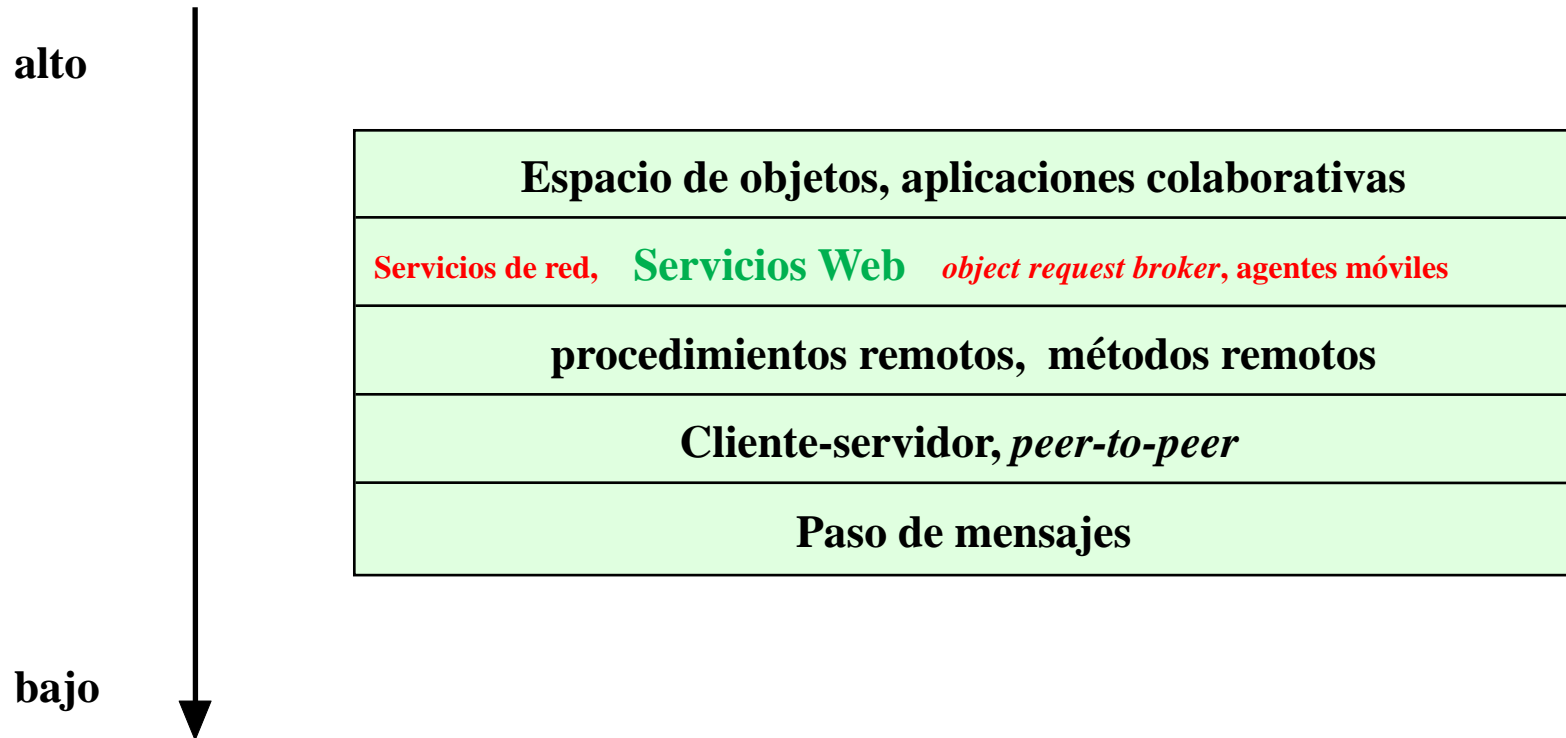 alto
Espacio de objetos, aplicaciones colaborativas
Servicios de red, Servicios Web object request broker, agentes móviles
procedimientos remotos, métodos remotos
Cliente-servidor, peer-to-peer
Paso de mensajes
bajo